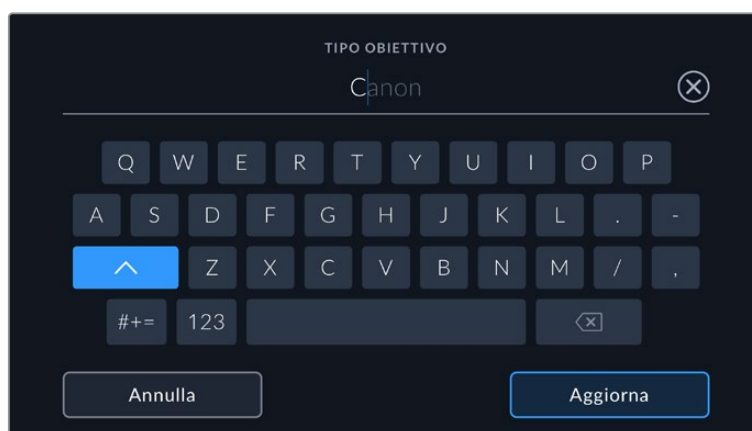 TIPO OBIETTIVO
Canon
Q W E R T Y U I O P
A S D F G H J K L . -
Z X C V B N M / ,
#+= 123
Annulla Aggiorna